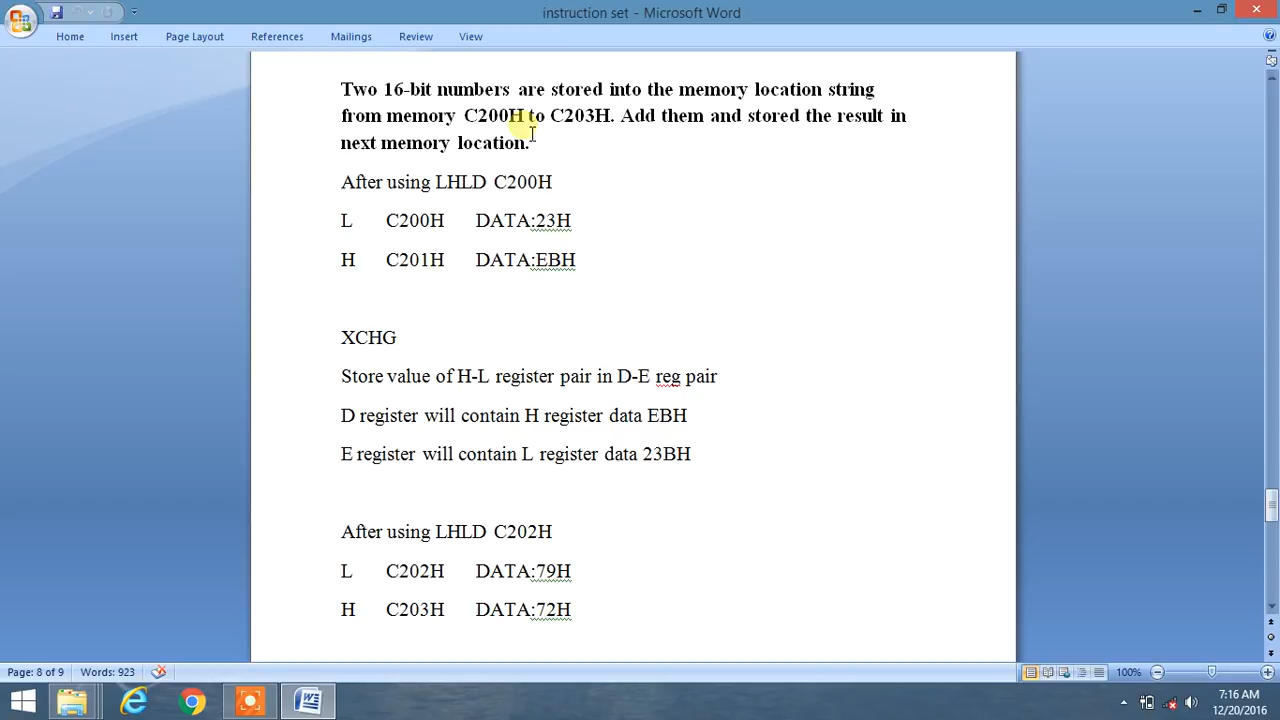 instruction set - Microsoft Word
Home Insert Page Layout References Mailings Review View
Two 16-bit numbers are stored into the memory location string
from memory C200H to C203H. Add them and stored the result in
next memory location.
After using LHLD C200H
L C200H DATA:23H
H C201H DATA:EBH
XCHG
Store value of H-L register pair in D-E reg pair
D register will contain H register data EBH
E register will contain L register data 23BH
After using LHLD C202H
L C202H DATA:79H
H C203H DATA:72H
Page: 8 of 9 Words: 923 100%
7:16 AM
12/20/2016